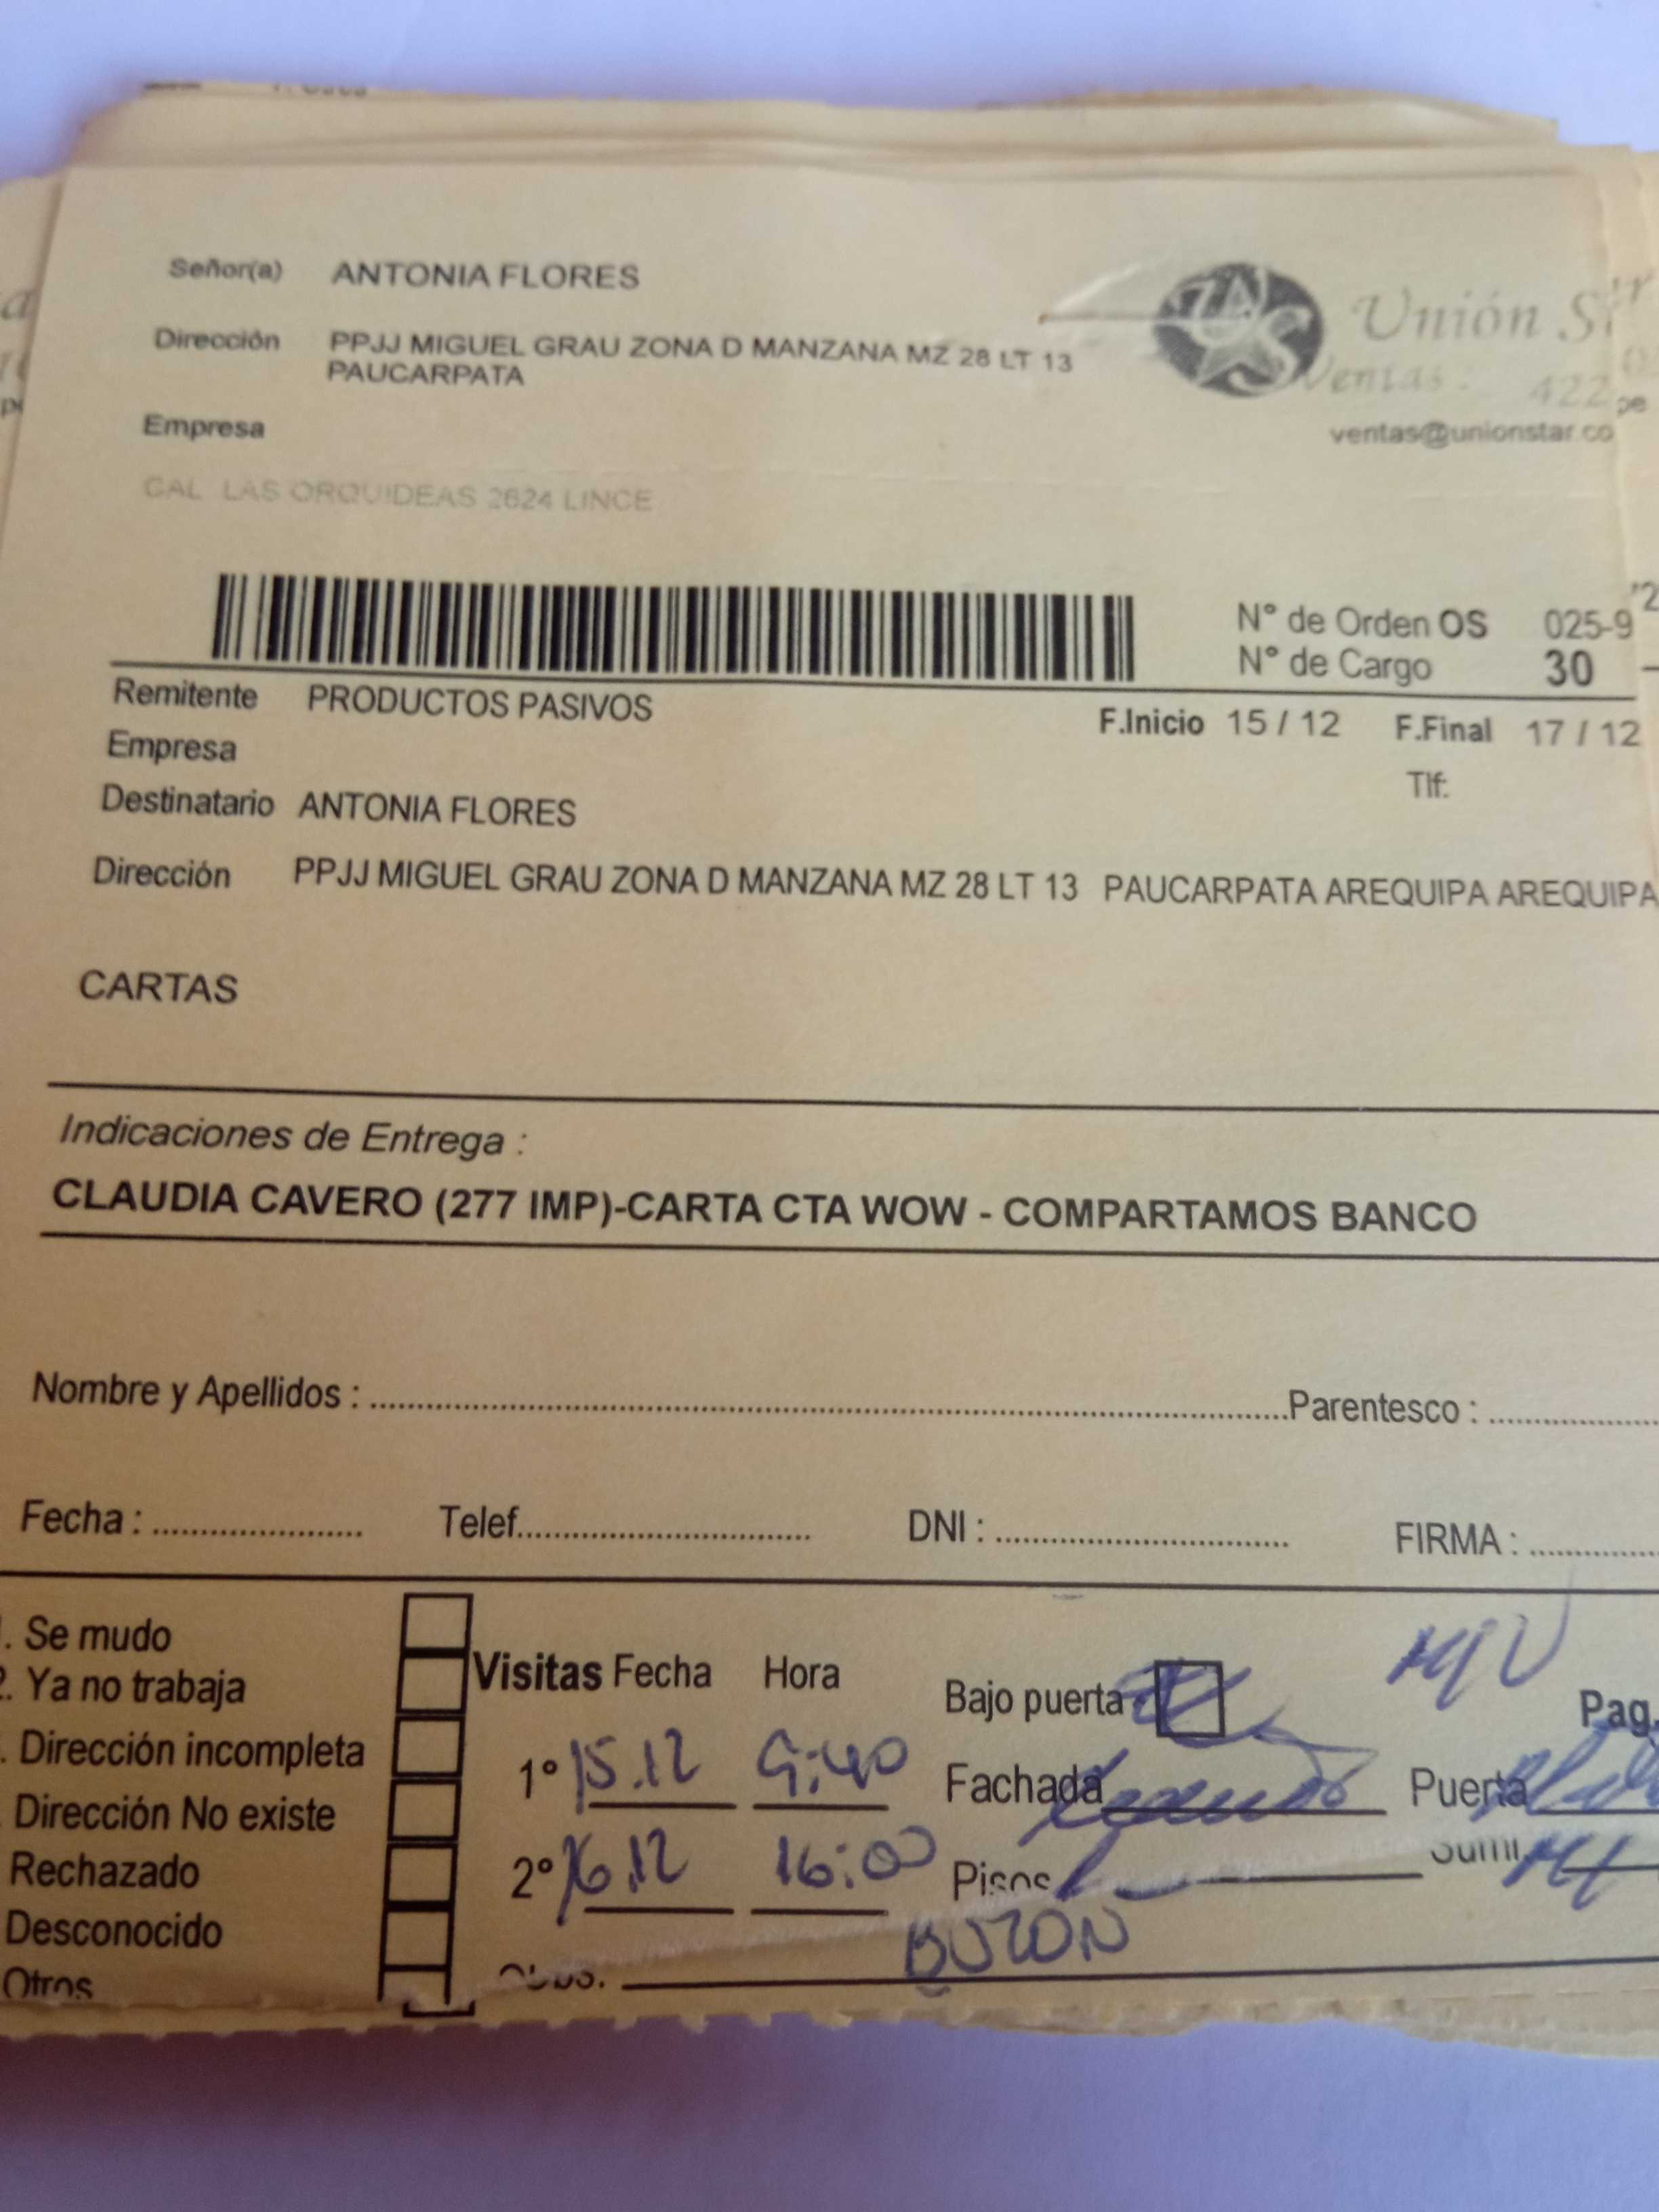 Señor(a) ANTONIA FLORES
Dirección PPJJ MIGUEL GRAU ZONA D MANZANA MZ 28 LT 13
PAUCARPATA
Unión
Ventas: 422
Empresa
ventas@unionstar.co
CAL LAS ORQUIDEAS 2624 LINCE
N° de Orden OS 025-9
N° de Cargo 30
Remitente PRODUCTOS PASIVOS
F.Inicio 15 / 12 F.Final 17 / 12
Empresa
Tlf:
Destinatario ANTONIA FLORES
Dirección PPJJ MIGUEL GRAU ZONA D MANZANA MZ 28 LT 13 PAUCARPATA AREQUIPA AREQUIPA
CARTAS
Indicaciones de Entrega :
CLAUDIA CAVERO (277 IMP)-CARTA CTA WOW - COMPARTAMOS BANCO
Nombre y Apellidos : Parentesco :
Fecha : Telef. DNI : FIRMA :
. Se mudo
. Ya no trabaja
. Dirección incompleta
Dirección No existe
Rechazado
Desconocido
Otros
Visitas Fecha Hora
1° 15.12 9:40
2° 16.12 16:00
Bajo puerta
Pag.
Fachada Puerta
Pisos Sumi.
Obs. BUZON